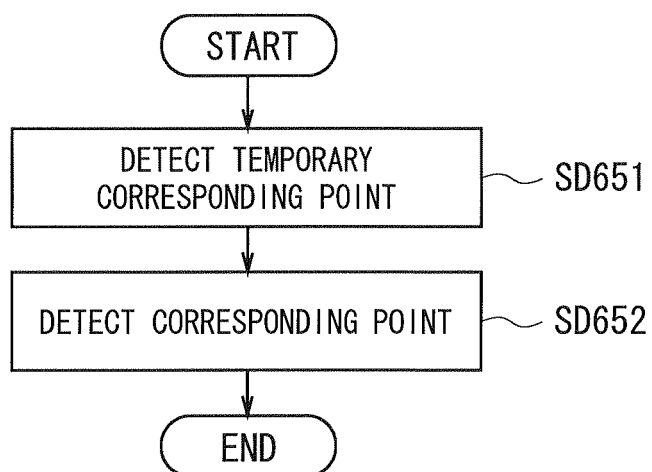 START
DETECT TEMPORARY
CORRESPONDING POINT
SD651
DETECT CORRESPONDING POINT
SD652
END